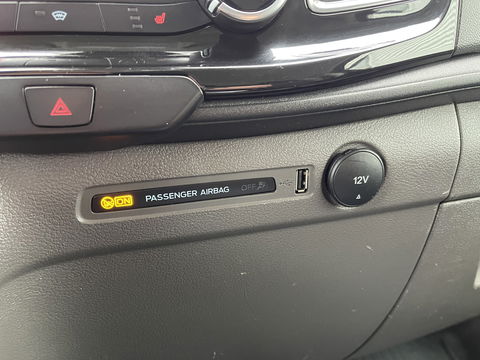 ON PASSENGER AIRBAG OFF
12V